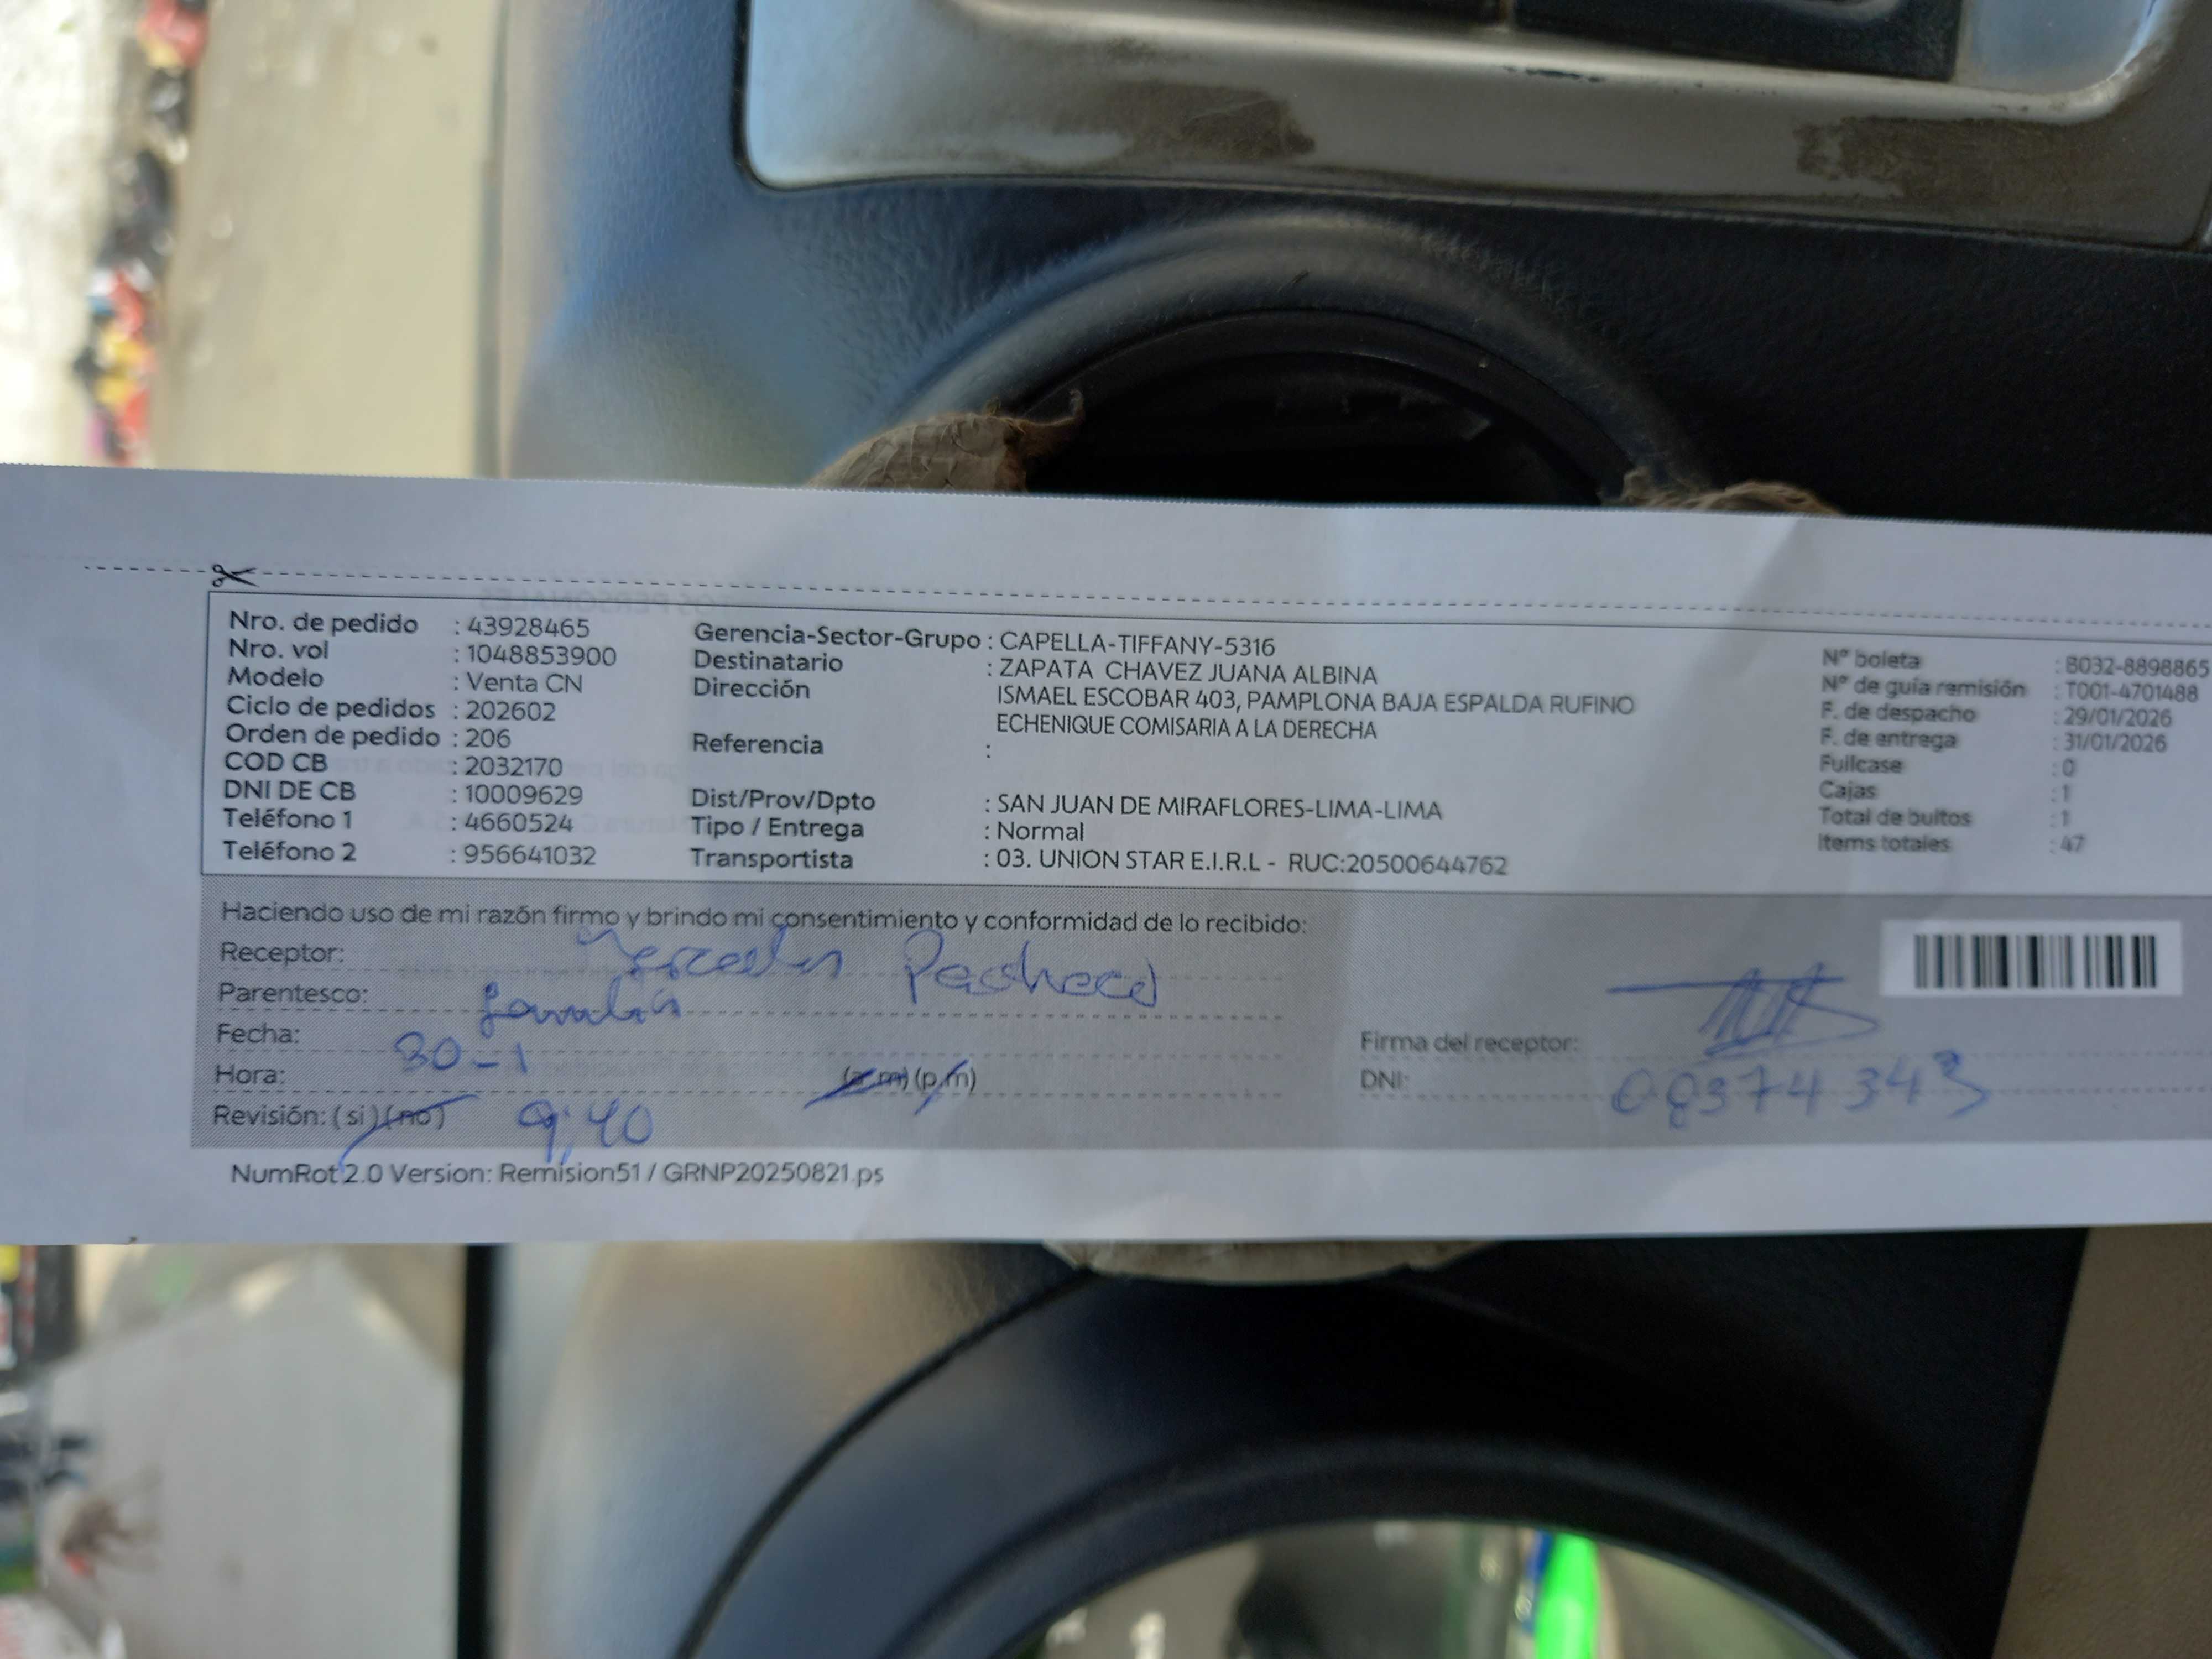 Nro. de pedido : 43928465
Nro. vol : 1048853900
Modelo : Venta CN
Ciclo de pedidos : 202602
Orden de pedido : 206
COD CB : 2032170
DNI DE CB : 10009629
Teléfono 1 : 4660524
Teléfono 2 : 956641032
Gerencia-Sector-Grupo : CAPELLA-TIFFANY-5316
Destinatario : ZAPATA CHAVEZ JUANA ALBINA
Dirección ISMAEL ESCOBAR 403, PAMPLONA BAJA ESPALDA RUFINO
ECHENIQUE COMISARIA A LA DERECHA
Referencia :
Dist/Prov/Dpto : SAN JUAN DE MIRAFLORES-LIMA-LIMA
Tipo / Entrega : Normal
Transportista : 03. UNION STAR E.I.R.L - RUC:20500644762
N° boleta : B032-8898865
N° de guía remisión : T001-4701488
F. de despacho : 29/01/2026
F. de entrega : 31/01/2026
Fullcase : 0
Cajas : 1
Total de bultos : 1
Items totales : 47
Haciendo uso de mi razón firmo y brindo mi consentimiento y conformidad de lo recibido:
Receptor: Pacheco
Parentesco:
Fecha: 30-1
Hora: 9:40 (a.m) (p.m)
Revisión: (si) (no)
Firma del receptor:
DNI: 08374343
NumRot 2.0 Version: Remision51 / GRNP20250821.ps